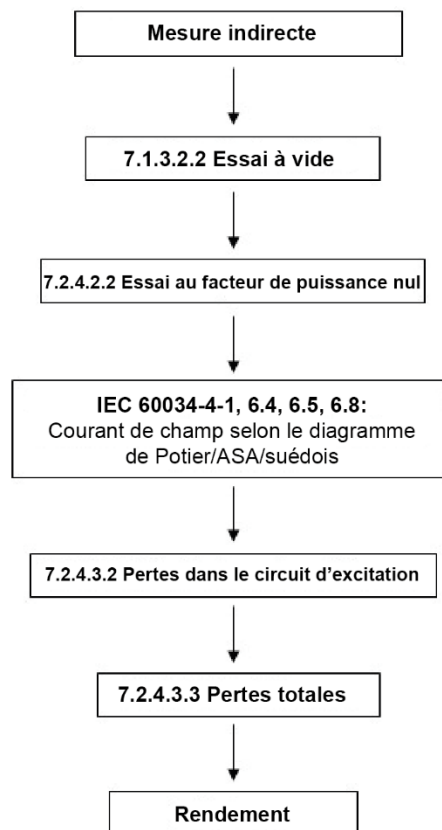 Mesure indirecte
7.1.3.2.2 Essai à vide
7.2.4.2.2 Essai au facteur de puissance nul
IEC 60034-4-1, 6.4, 6.5, 6.8:
Courant de champ selon le diagramme
de Potier/ASA/suédois
7.2.4.3.2 Pertes dans le circuit d'excitation
7.2.4.3.3 Pertes totales
Rendement